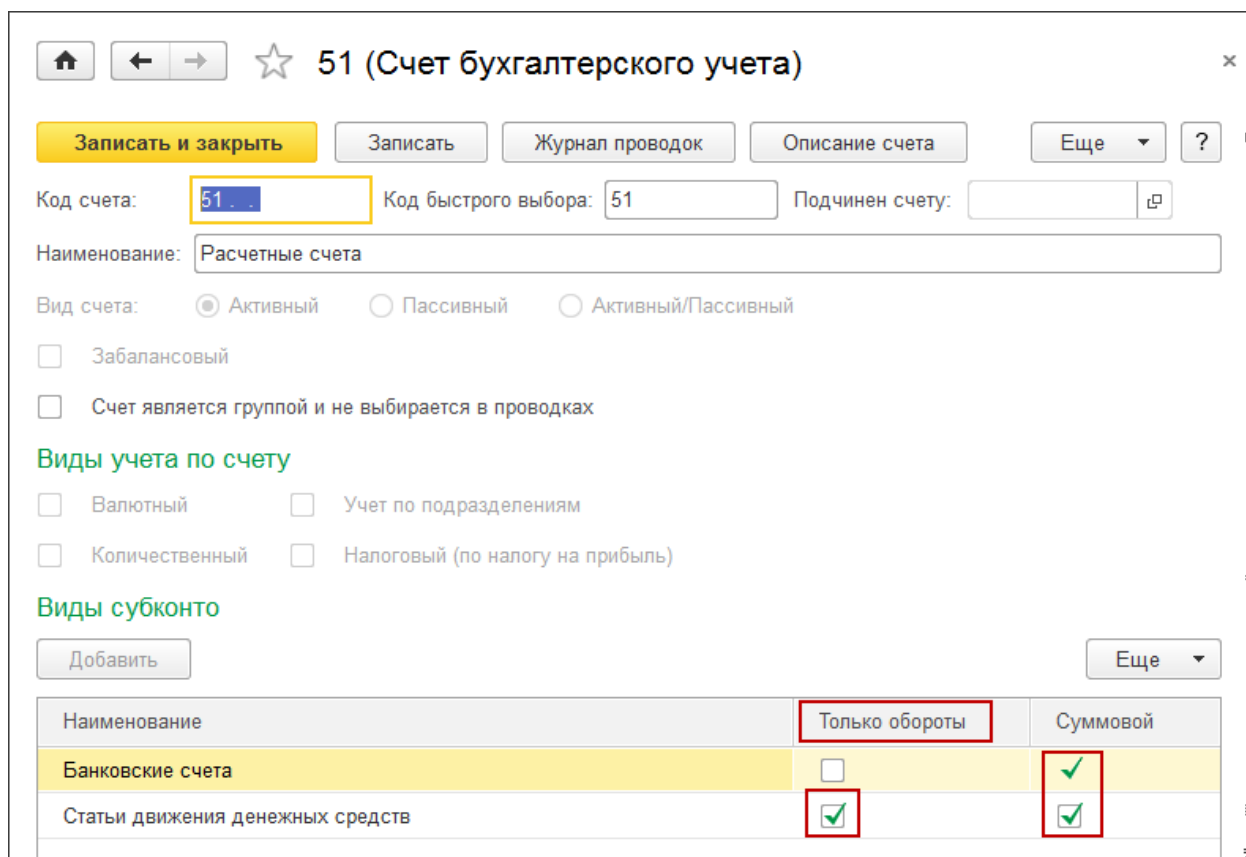 51 (Счет бухгалтерского учета)
Записать и закрыть Записать Журнал проводок Описание счета Еще ?
Код счета: 51 . . Код быстрого выбора: 51 Подчинен счету:
Наименование: Расчетные счета
Вид счета: Активный Пассивный Активный/Пассивный
Забалансовый
Счет является группой и не выбирается в проводках
Виды учета по счету
Валютный Учет по подразделениям
Количественный Налоговый (по налогу на прибыль)
Виды субконто
Добавить Еще
Наименование Только обороты Суммовой
Банковские счета
Статьи движения денежных средств